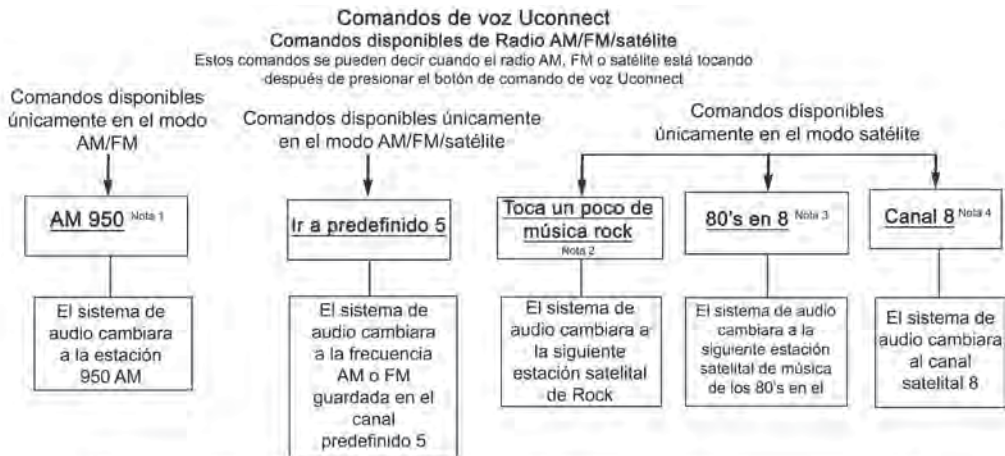 Comandos de voz Uconnect
Comandos disponibles de Radio AM/FM/satélite
Estos comandos se pueden decir cuando el radio AM, FM o satélite está tocando
después de presionar el botón de comando de voz Uconnect
Comandos disponibles
únicamente en el modo
AM/FM
AM 950 Nota 1
El sistema de
audio cambiara
a la estación
950 AM
Comandos disponibles únicamente
en el modo AM/FM/satélite
Ir a predefinido 5
El sistema de
audio cambiara
a la frecuencia
AM o FM
guardada en el
canal
predefinido 5
Comandos disponibles
únicamente en el modo satélite
Toca un poco de
música rock
Nota 2
El sistema de
audio cambiara a
la siguiente
estación satelital
de Rock
80's en 8 Nota 3
El sistema de audio
cambiara a la
siguiente estación
satelital de música
de los 80's en el
Canal 8 Nota 4
El sistema de
audio cambiara
al canal
satelital 8